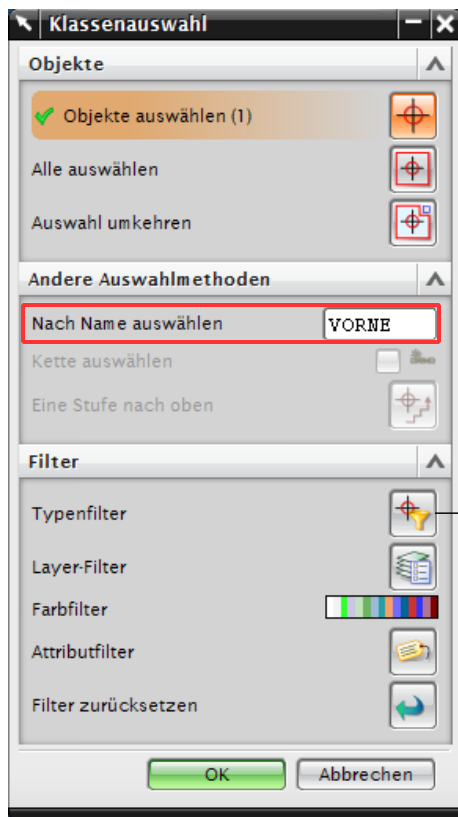 Klassenauswahl
Objekte
Objekte auswählen (1)
Alle auswählen
Auswahl umkehren
Andere Auswahlmethoden
Nach Name auswählen VORNE
Kette auswählen
Eine Stufe nach oben
Filter
Typenfilter
Layer-Filter
Farbfilter
Attributfilter
Filter zurücksetzen
OK Abbrechen